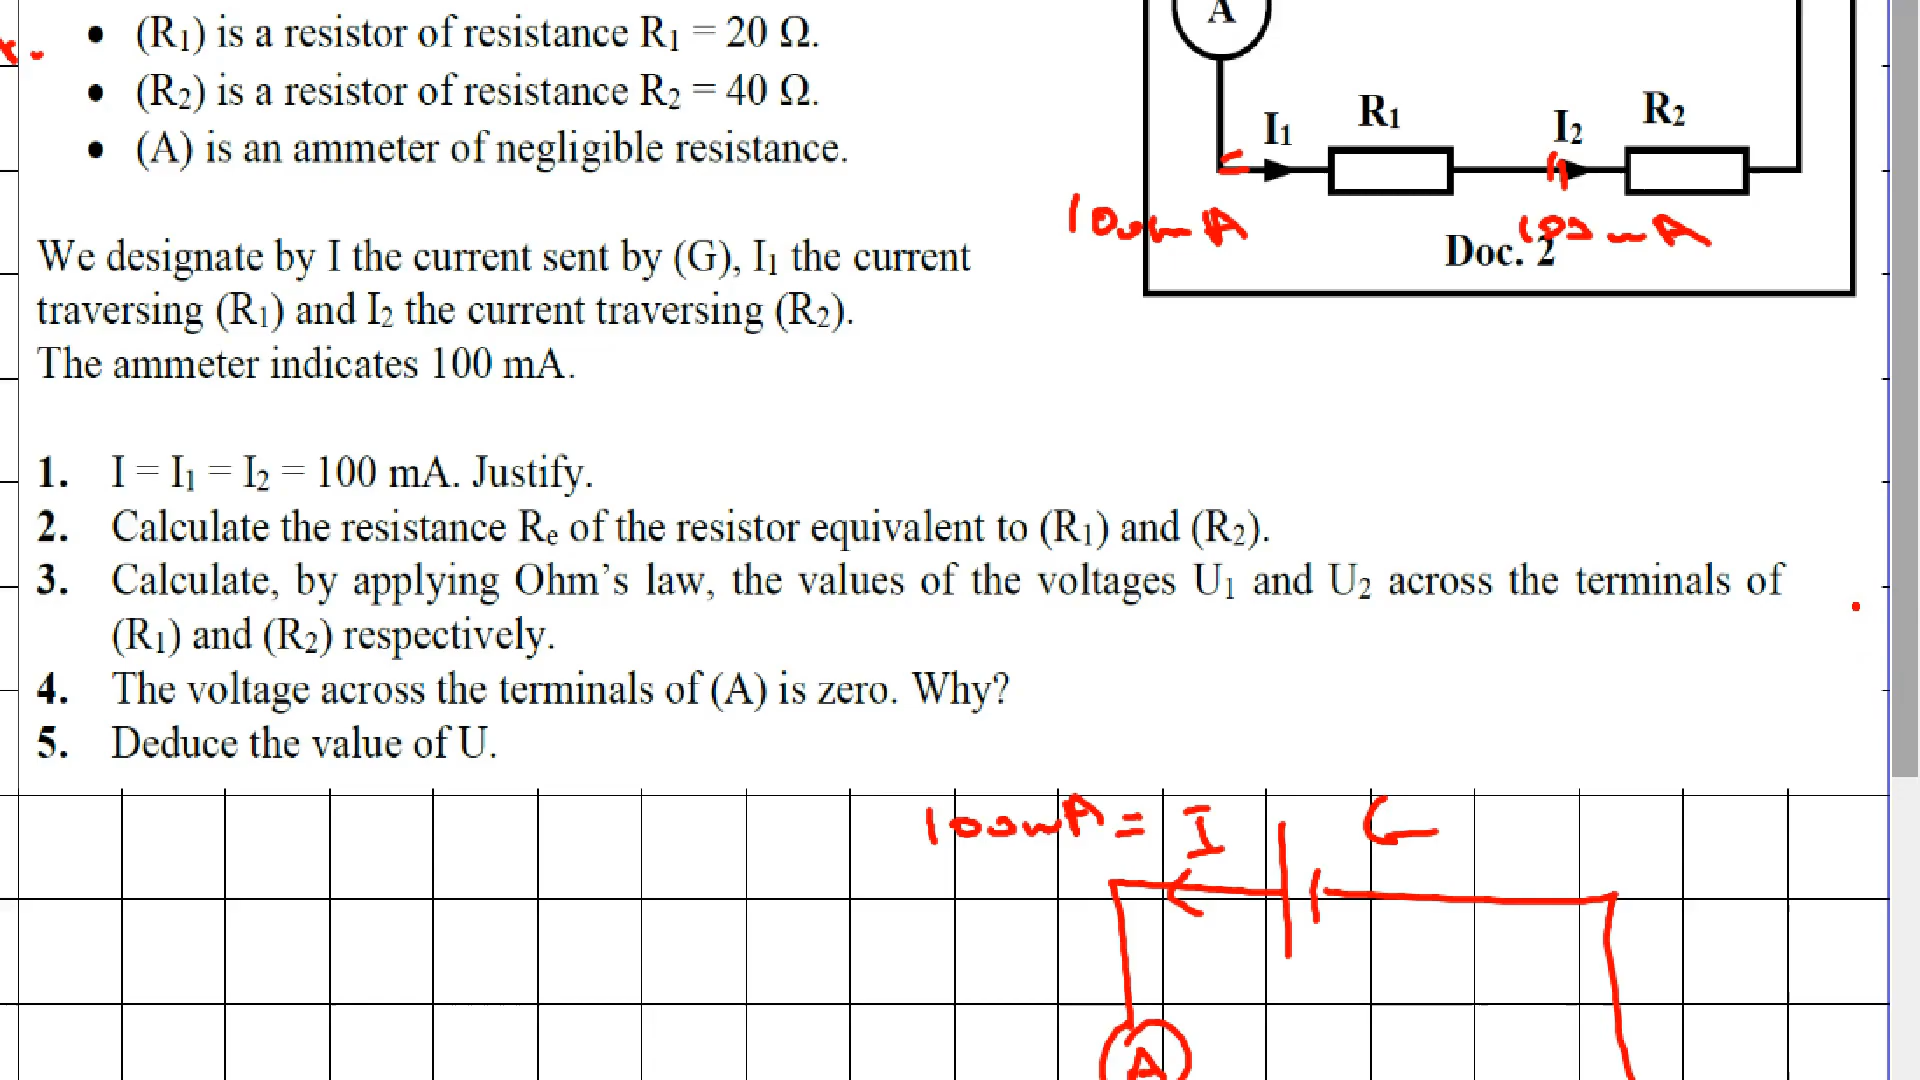 • (R₁) is a resistor of resistance R₁ = 20 Ω.
• (R₂) is a resistor of resistance R₂ = 40 Ω.
• (A) is an ammeter of negligible resistance.
A
I₁ R₁ I₂ R₂
100mA 100mA
Doc. 2
We designate by I the current sent by (G), I₁ the current
traversing (R₁) and I₂ the current traversing (R₂).
The ammeter indicates 100 mA.
1. I = I₁ = I₂ = 100 mA. Justify.
2. Calculate the resistance Rₑ of the resistor equivalent to (R₁) and (R₂).
3. Calculate, by applying Ohm’s law, the values of the voltages U₁ and U₂ across the terminals of
(R₁) and (R₂) respectively.
4. The voltage across the terminals of (A) is zero. Why?
5. Deduce the value of U.
100mA = I G
A